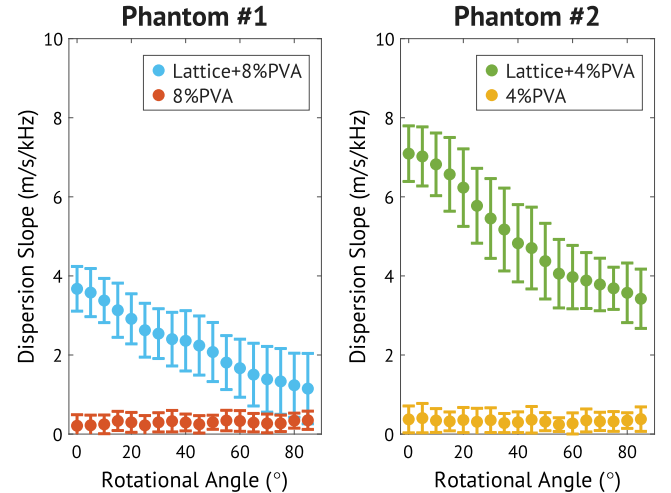 Phantom #1
10
8
6
4
2
0
Dispersion Slope (m/s/kHz)
Lattice+8%PVA
8%PVA
0 20 40 60 80
Rotational Angle (°)
Phantom #2
10
8
6
4
2
0
Dispersion Slope (m/s/kHz)
Lattice+4%PVA
4%PVA
0 20 40 60 80
Rotational Angle (°)